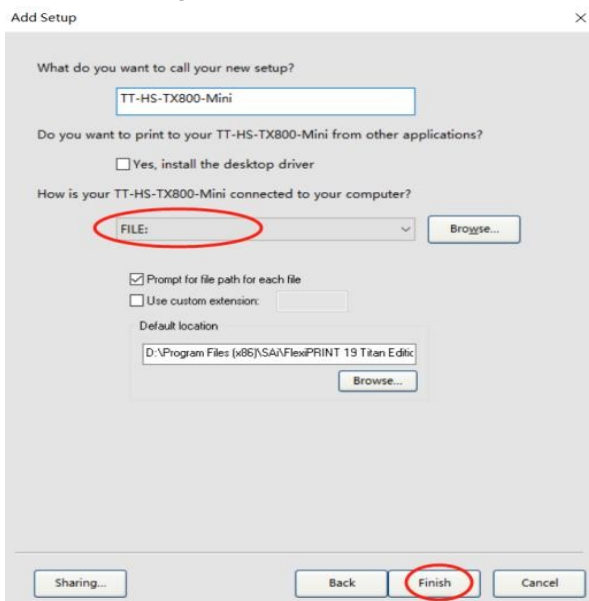 Add Setup
What do you want to call your new setup?
TT-HS-TX800-Mini
Do you want to print to your TT-HS-TX800-Mini from other applications?
Yes, install the desktop driver
How is your TT-HS-TX800-Mini connected to your computer?
FILE:
Browse...
Prompt for file path for each file
Use custom extension:
Default location
D:\Program Files (x86)\SAi\FlexiPRINT 19 Titan Editic
Browse...
Sharing...
Back
Finish
Cancel